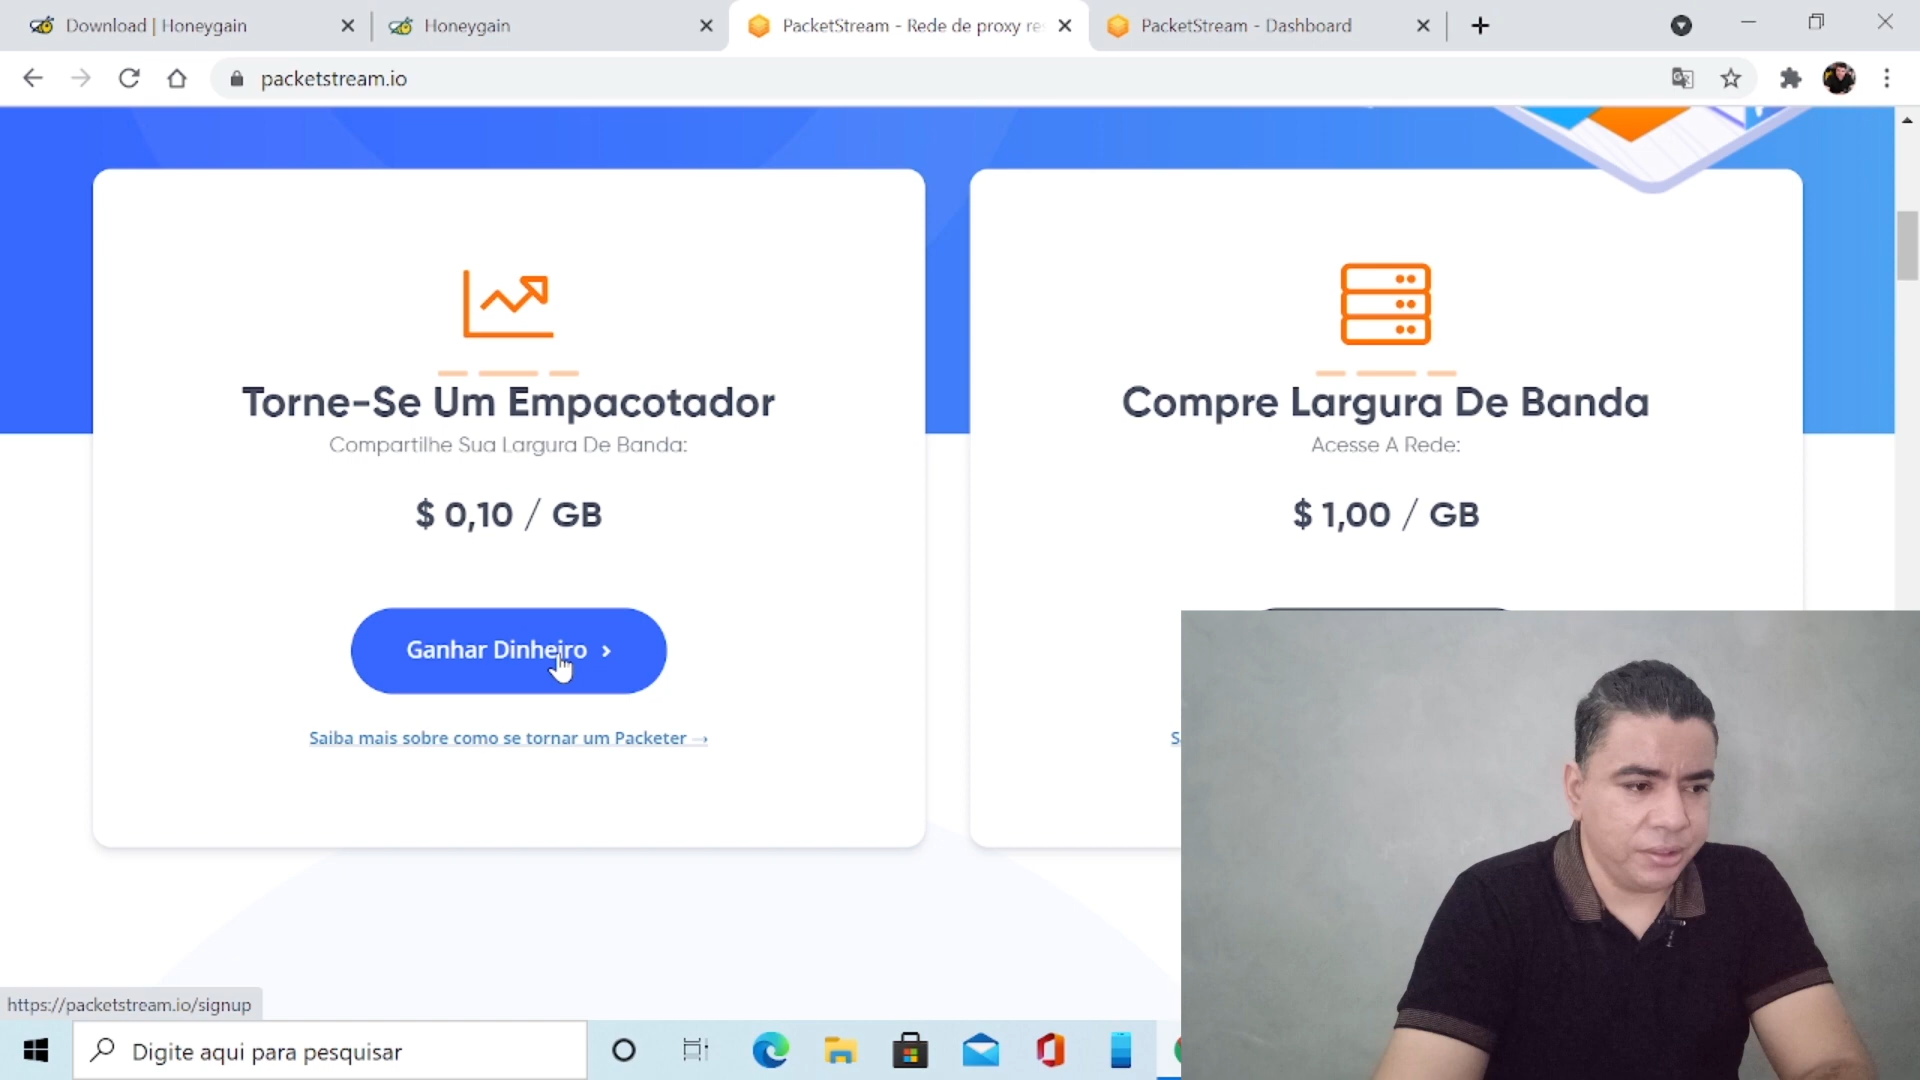 Download | Honeygain
Honeygain
PacketStream - Rede de proxy re
PacketStream - Dashboard
packetstream.io
Torne-Se Um Empacotador
Compartilhe Sua Largura De Banda:
$ 0,10 / GB
Ganhar Dinheiro
Saiba mais sobre como se tornar um Packeter →
Compre Largura De Banda
Acesse A Rede:
$ 1,00 / GB
https://packetstream.io/signup
Digite aqui para pesquisar